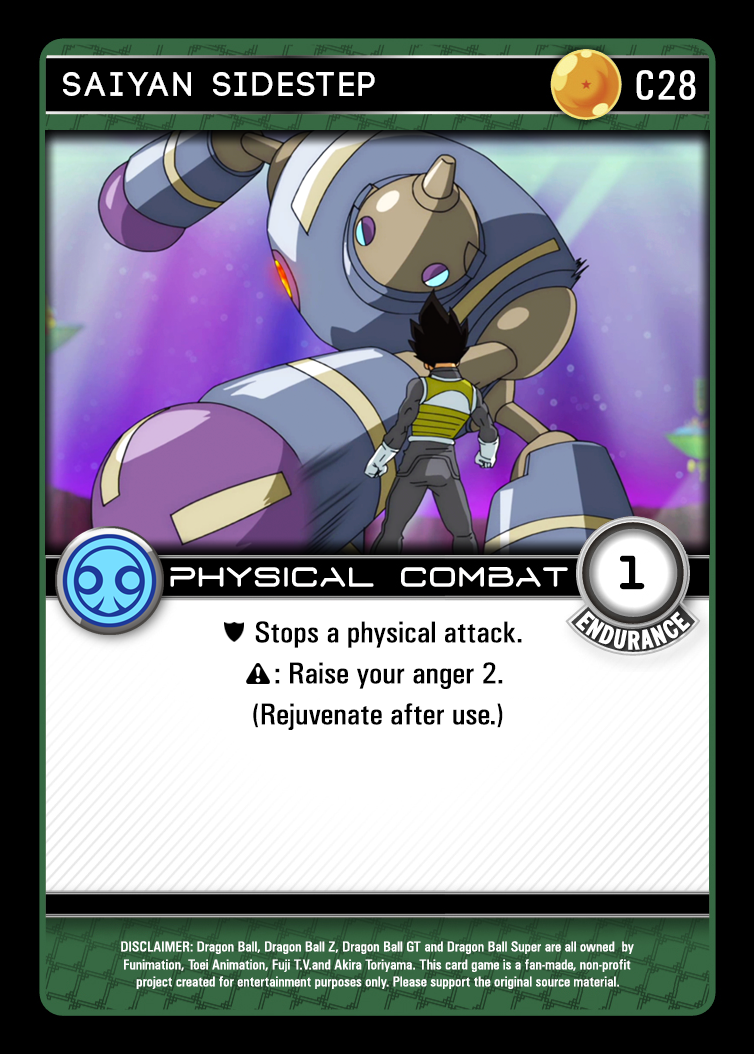 SAIYAN SIDESTEP
C28
PHYSICAL COMBAT
1
ENDURANCE
Stops a physical attack.
: Raise your anger 2.
(Rejuvenate after use.)
DISCLAIMER: Dragon Ball, Dragon Ball Z, Dragon Ball GT and Dragon Ball Super are all owned by
Funimation, Toei Animation, Fuji T.V.and Akira Toriyama. This card game is a fan-made, non-profit
project created for entertainment purposes only. Please support the original source material.